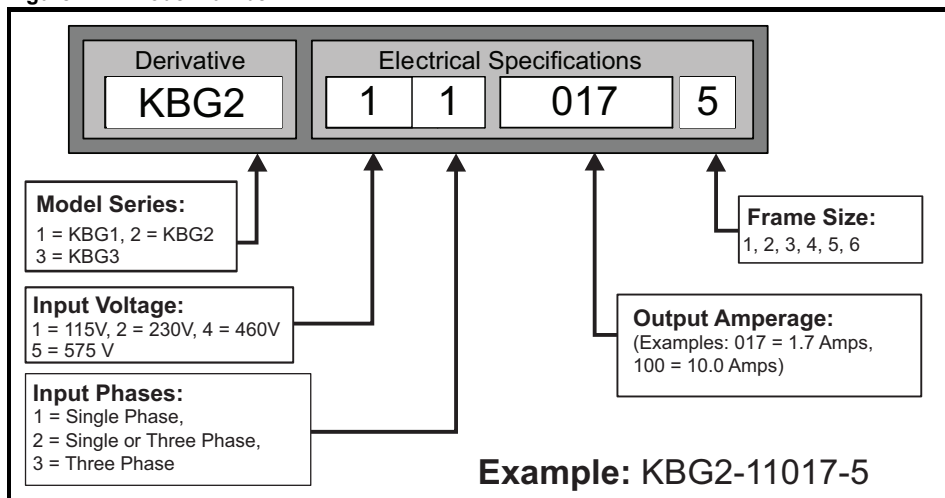 Derivative
Electrical Specifications
KBG2
1
1
017
5
Model Series:
1 = KBG1, 2 = KBG2
3 = KBG3
Frame Size:
1, 2, 3, 4, 5, 6
Input Voltage:
1 = 115V, 2 = 230V, 4 = 460V
5 = 575 V
Output Amperage:
(Examples: 017 = 1.7 Amps,
100 = 10.0 Amps)
Input Phases:
1 = Single Phase,
2 = Single or Three Phase,
3 = Three Phase
Example: KBG2-11017-5